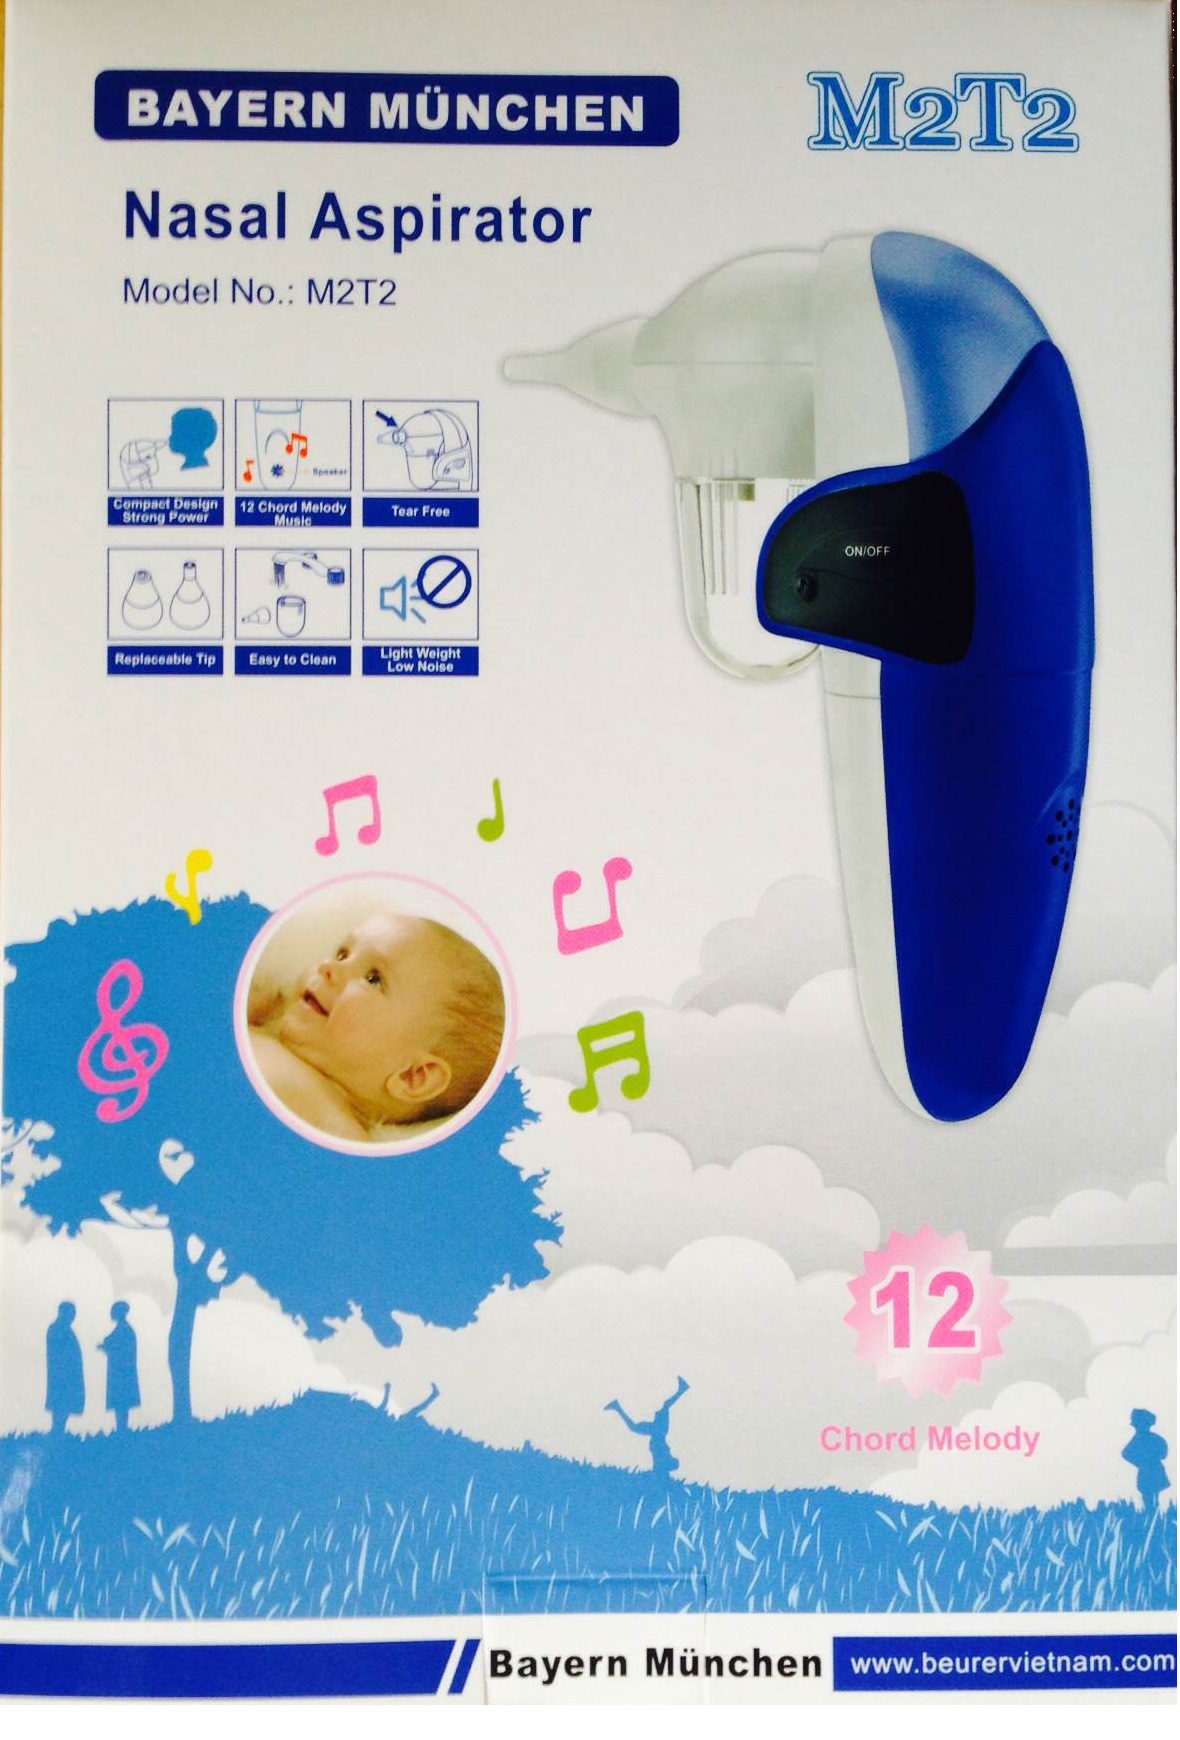 BAYERN MÜNCHEN
M2T2
Nasal Aspirator
Model No.: M2T2
Speaker
Compact Design
Strong Power
12 Chord Melody
Music
Tear Free
Replaceable Tip
Easy to Clean
Light Weight
Low Noise
ON/OFF
12
Chord Melody
Bayern München
www.beurervietnam.com